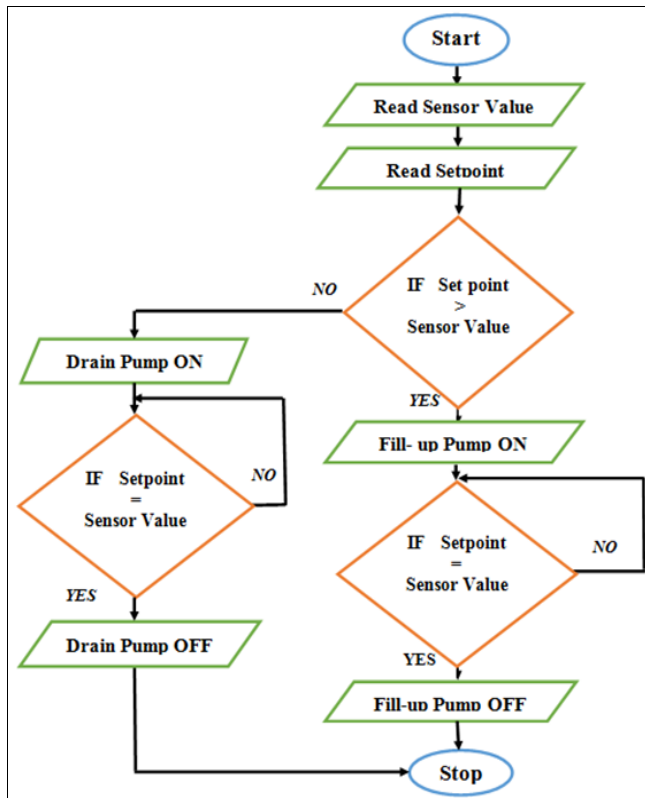 Start
Read Sensor Value
Read Setpoint
IF Set point
>
Sensor Value
NO
YES
Drain Pump ON
IF Setpoint
=
Sensor Value
NO
YES
Drain Pump OFF
Fill- up Pump ON
IF Setpoint
=
Sensor Value
NO
YES
Fill-up Pump OFF
Stop